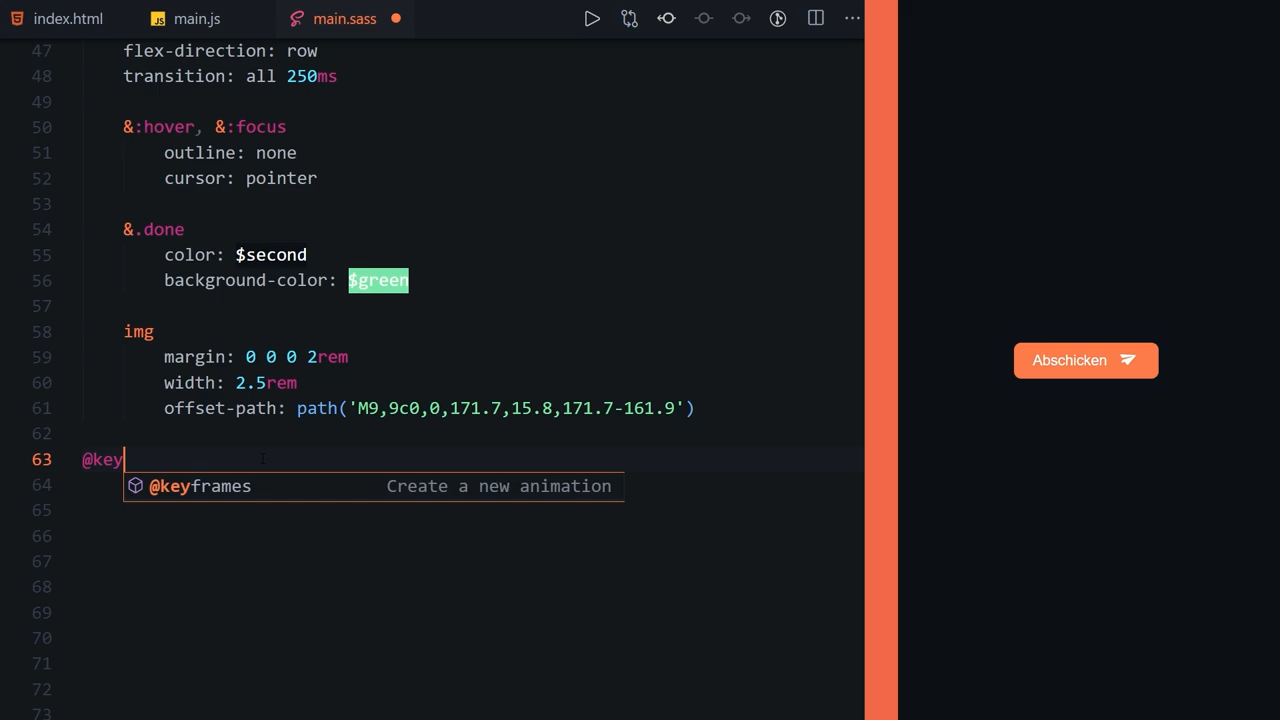 index.html
JS main.js
main.sass
47 flex-direction: row
48 transition: all 250ms
49
50 &:hover, &:focus
51 outline: none
52 cursor: pointer
53
54 &.done
55 color: $second
56 background-color: $green
57
58 img
59 margin: 0 0 0 2rem
60 width: 2.5rem
61 offset-path: path('M9,9c0,0,171.7,15.8,171.7-161.9')
62
63 @key
@keyframes Create a new animation
64
65
66
67
68
69
70
71
72
73
Abschicken